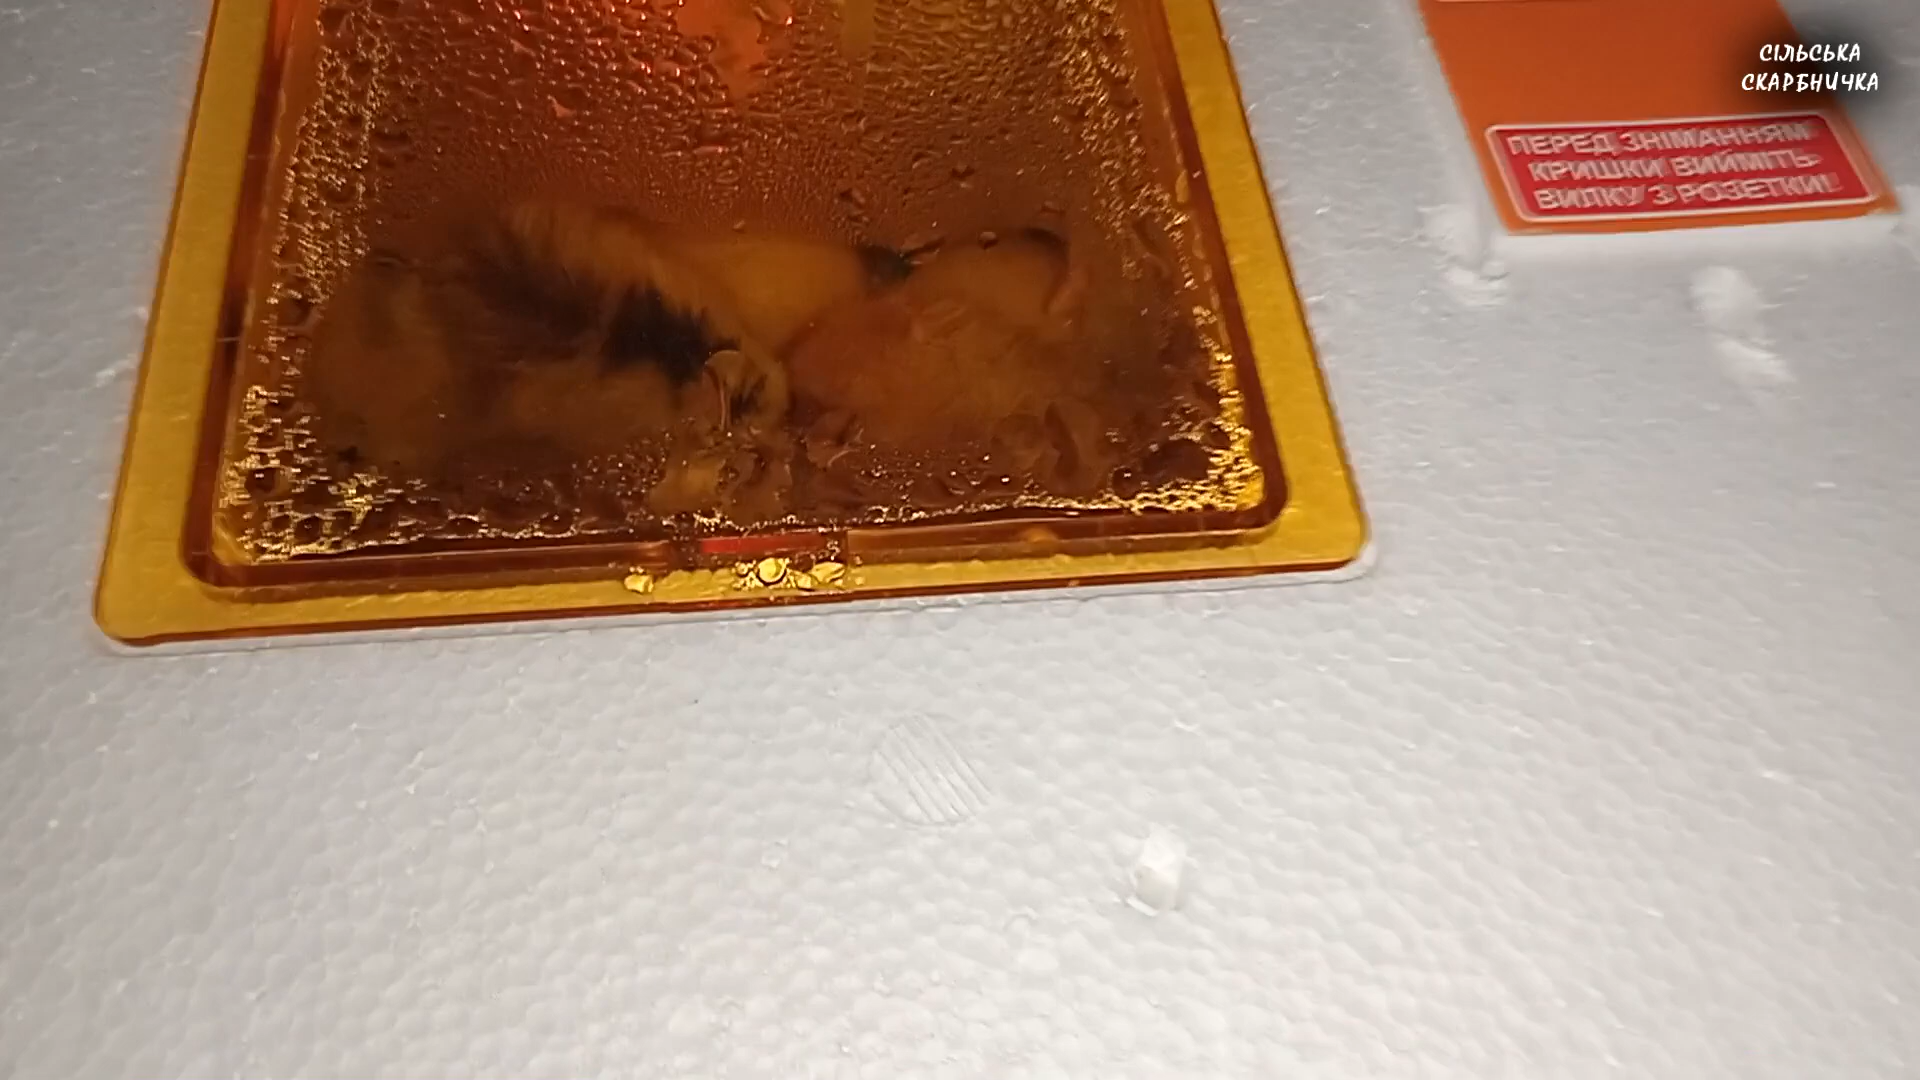 СІЛЬСЬКА
СКАРБНИЧКА
ПЕРЕД ЗНІМАННЯМ
КРИШКИ ВИЙМІТЬ
ВИЛКУ З РОЗЕТКИ!